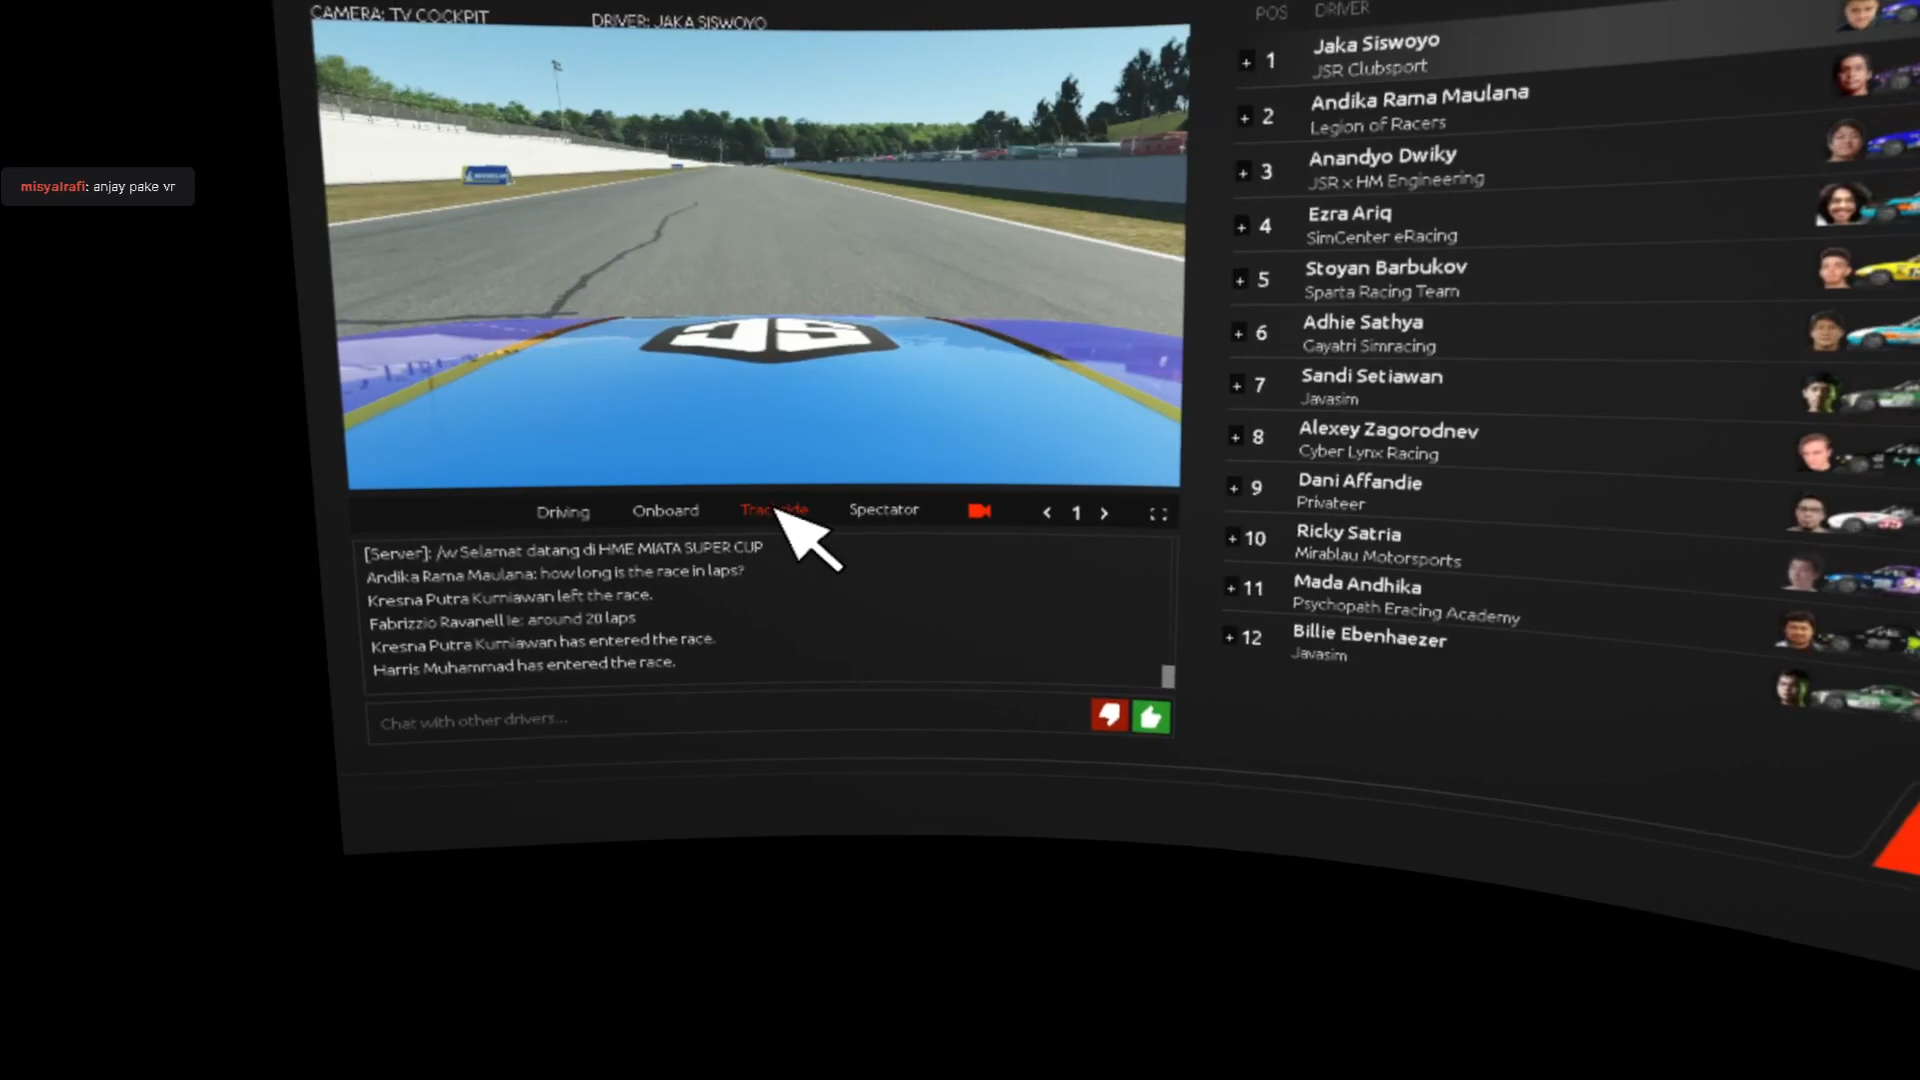 CAMERA: TV COCKPIT
DRIVER: JAKA SISWOYO
misyalrafi: anjay pake vr
Driving
Onboard
Trackside
Spectator
< 1 >
[Server]: /w Selamat datang di HME MIATA SUPER CUP
Andika Rama Maulana: how long is the race in laps?
Kresna Putra Kurniawan left the race.
Fabrizzio Ravanell Ie: around 20 laps
Kresna Putra Kurniawan has entered the race.
Harris Muhammad has entered the race.
Chat with other drivers...
POS DRIVER
+ 1 Jaka Siswoyo
JSR Clubsport
+ 2 Andika Rama Maulana
Legion of Racers
+ 3 Anandyo Dwiky
JSR x HM Engineering
+ 4 Ezra Ariq
SimCenter eRacing
+ 5 Stoyan Barbukov
Sparta Racing Team
+ 6 Adhie Sathya
Gayatri Simracing
+ 7 Sandi Setiawan
Javasim
+ 8 Alexey Zagorodnev
Cyber Lynx Racing
+ 9 Dani Affandie
Privateer
+ 10 Ricky Satria
Mirablau Motorsports
+ 11 Mada Andhika
Psychopath Eracing Academy
+ 12 Billie Ebenhaezer
Javasim